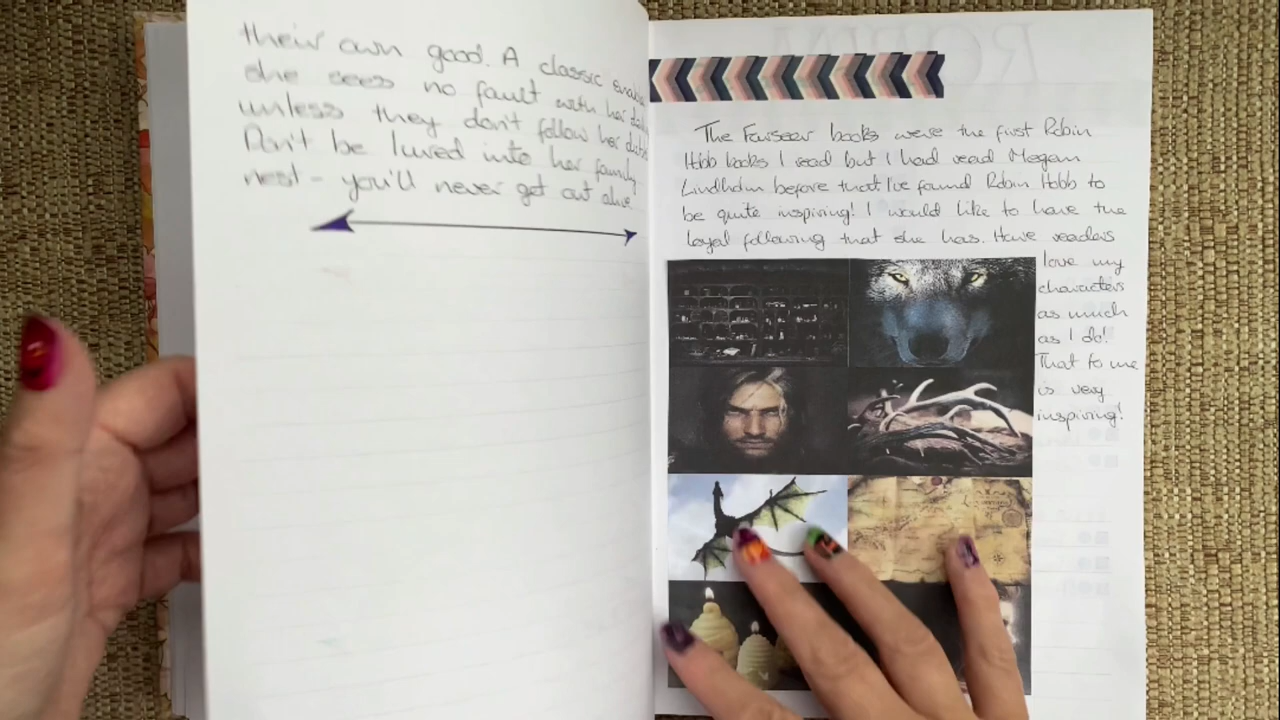 their own good. A classic
she sees no fault with her
unless they don't follow her
Don't be lured into her family
nest - you'll never get out alive.
The Farseer books were the first Robin
Hobb books I read but I had read Megan
Lindholm before that. I've found Robin Hobb to
be quite inspiring! I would like to have the
loyal following that she has. Have readers
love my
characters
as much
as I do!
That to me
is very
inspiring!